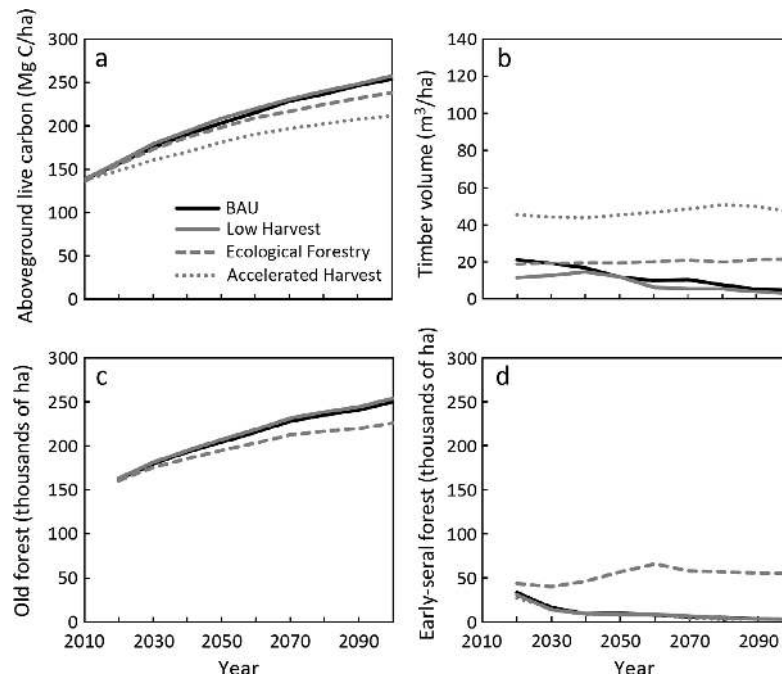 Aboveground live carbon (Mg C/ha)
300
250
200
150
100
50
0
a
BAU
Low Harvest
Ecological Forestry
Accelerated Harvest
Timber volume (m³/ha)
140
120
100
80
60
40
20
0
b
Old forest (thousands of ha)
300
250
200
150
100
50
0
c
2010 2030 2050 2070 2090
Year
Early-seral forest (thousands of ha)
300
250
200
150
100
50
0
d
2010 2030 2050 2070 2090
Year